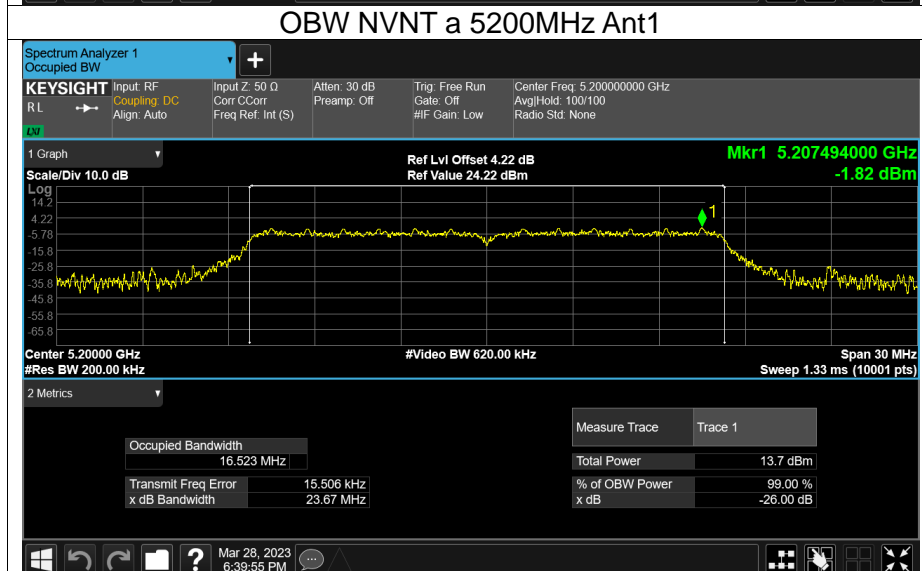 OBW NVNT a 5200MHz Ant1
Spectrum Analyzer 1
Occupied BW
KEYSIGHT
R L
LXI
Input: RF
Coupling: DC
Align: Auto
Input Z: 50 Ω
Corr CCorr
Freq Ref: Int (S)
Atten: 30 dB
Preamp: Off
Trig: Free Run
Gate: Off
#IF Gain: Low
Center Freq: 5.200000000 GHz
Avg|Hold: 100/100
Radio Std: None
1 Graph
Scale/Div 10.0 dB
Ref Lvl Offset 4.22 dB
Ref Value 24.22 dBm
Mkr1 5.207494000 GHz
-1.82 dBm
Log
14.2
4.22
-5.78
-15.8
-25.8
-35.8
-45.8
-55.8
-65.8
1
Center 5.20000 GHz
#Res BW 200.00 kHz
#Video BW 620.00 kHz
Span 30 MHz
Sweep 1.33 ms (10001 pts)
2 Metrics
Occupied Bandwidth
16.523 MHz
Transmit Freq Error 15.506 kHz
x dB Bandwidth 23.67 MHz
Measure Trace Trace 1
Total Power 13.7 dBm
% of OBW Power 99.00 %
x dB -26.00 dB
?
Mar 28, 2023
6:39:55 PM